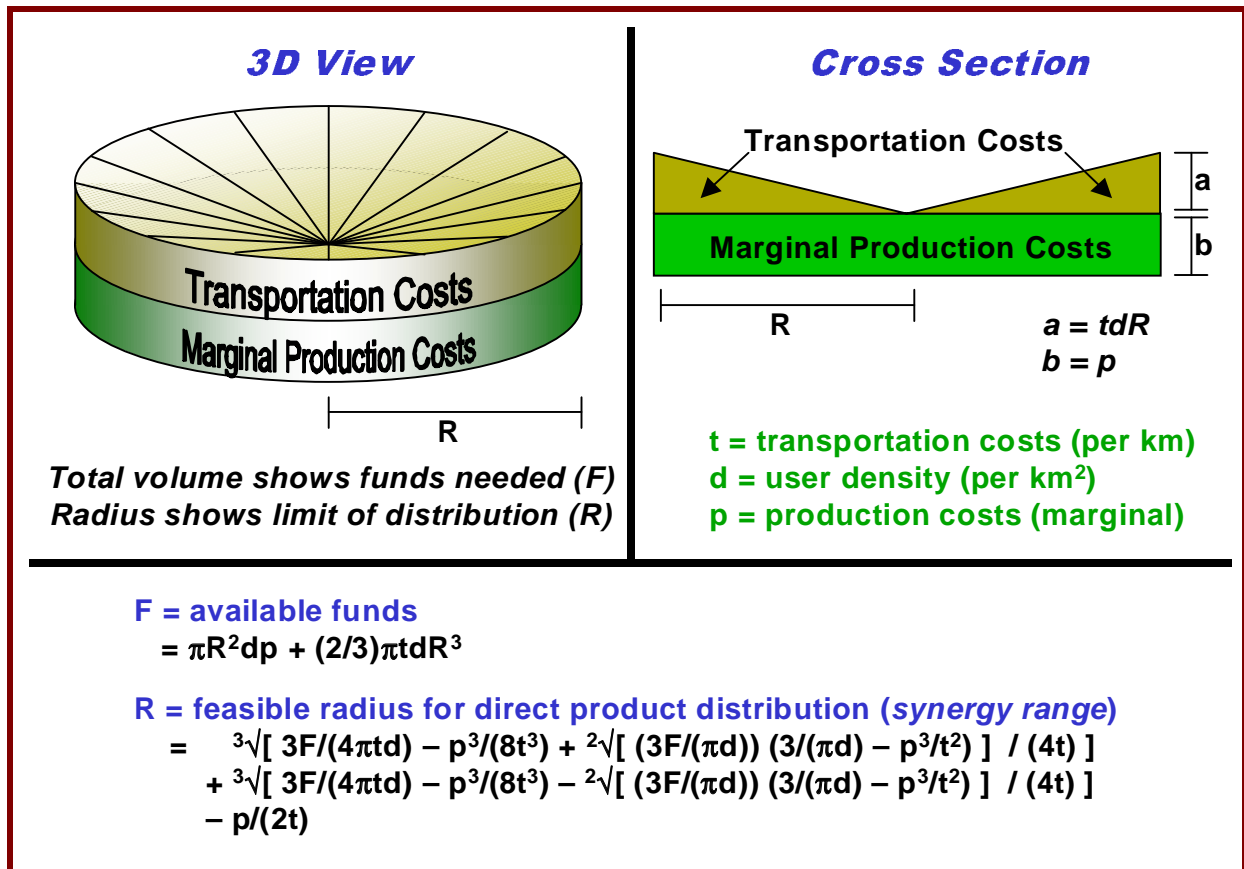 3D View
Transportation Costs
Marginal Production Costs
R
Total volume shows funds needed (F)
Radius shows limit of distribution (R)
Cross Section
Transportation Costs
a
Marginal Production Costs
b
R
a = tdR
b = p
t = transportation costs (per km)
d = user density (per km²)
p = production costs (marginal)
F = available funds
= πR²dp + (2/3)πtdR³
R = feasible radius for direct product distribution (synergy range)
= ³√[ 3F/(4πtd) – p³/(8t³) + ²√[ (3F/(πd)) (3/(πd) – p³/t²) ] / (4t) ]
+ ³√[ 3F/(4πtd) – p³/(8t³) – ²√[ (3F/(πd)) (3/(πd) – p³/t²) ] / (4t) ]
– p/(2t)